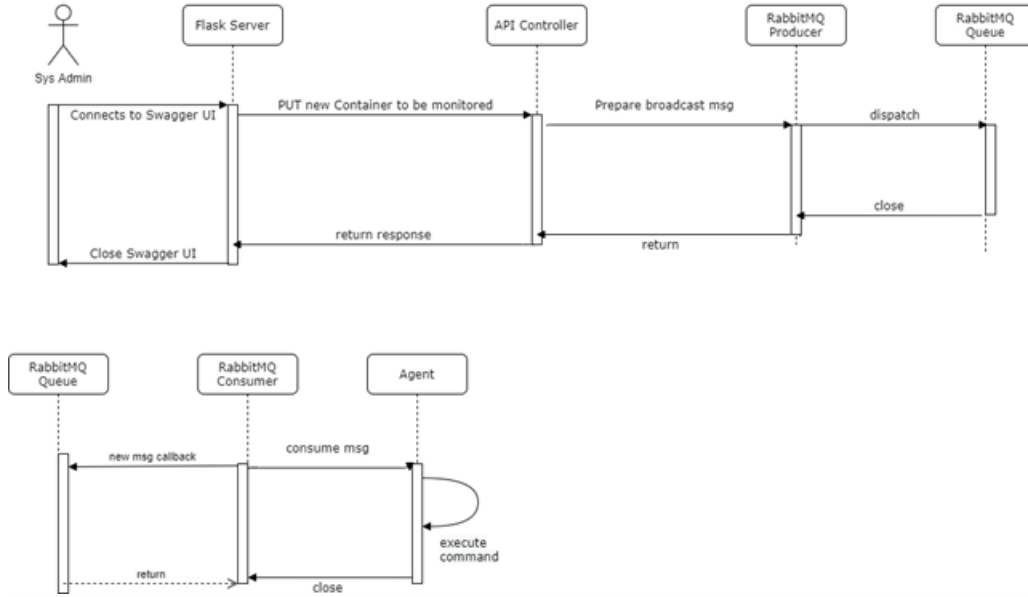 Flask Server
API Controller
RabbitMQ
Producer
RabbitMQ
Queue
Sys Admin
Connects to Swagger UI
PUT new Container to be monitored
Prepare broadcast msg
dispatch
close
return response
return
Close Swagger UI
RabbitMQ
Queue
RabbitMQ
Consumer
Agent
new msg callback
consume msg
execute
command
return
close